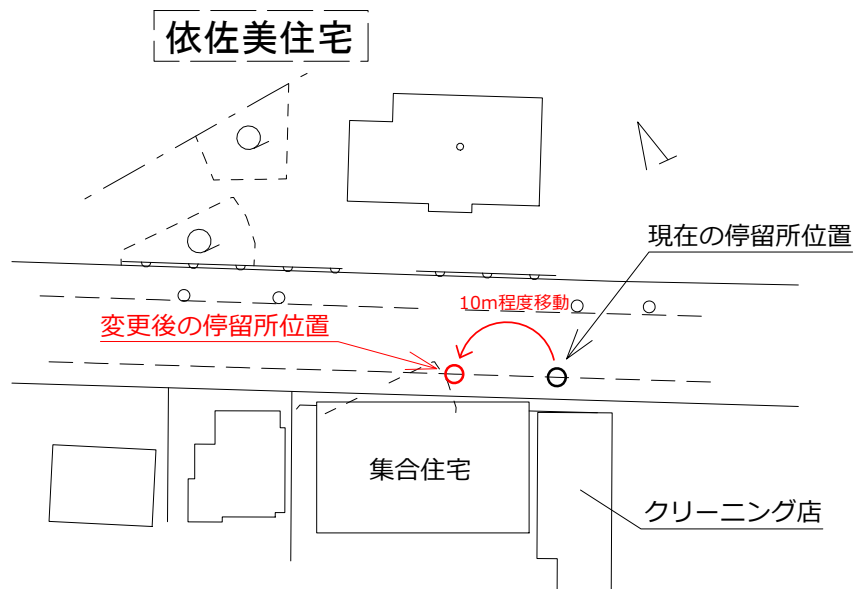 依佐美住宅
現在の停留所位置
10m程度移動
変更後の停留所位置
集合住宅
クリーニング店